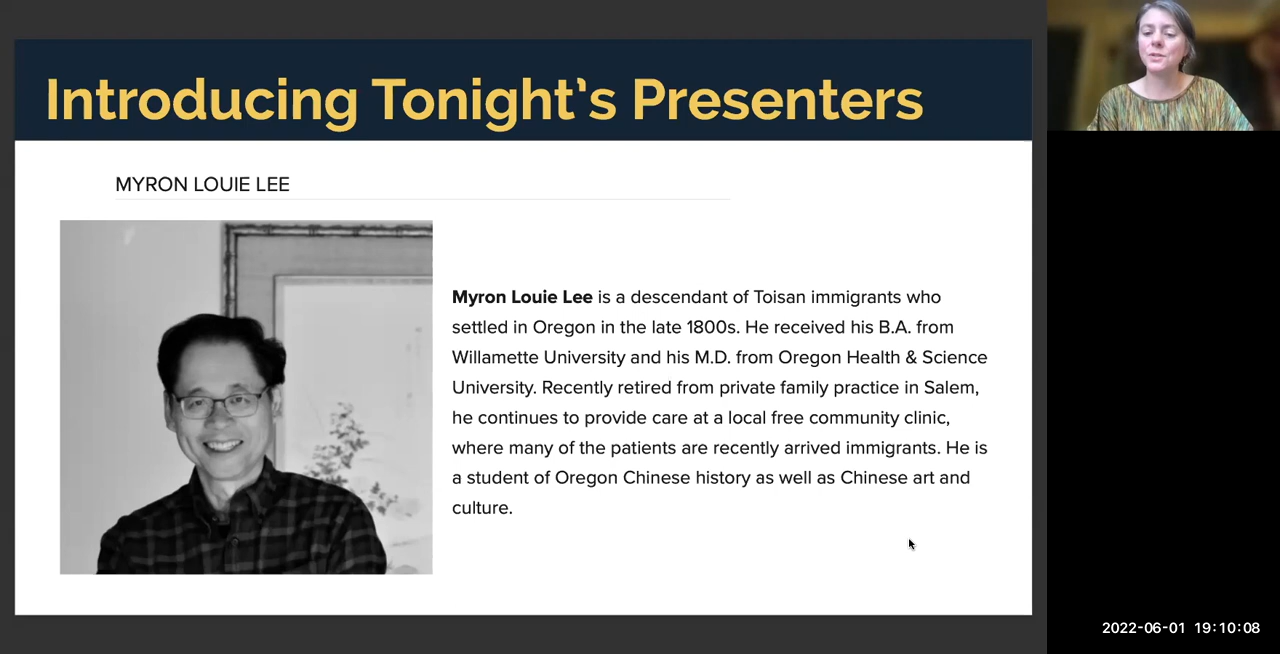 Introducing Tonight's Presenters
MYRON LOUIE LEE
Myron Louie Lee is a descendant of Toisan immigrants who
settled in Oregon in the late 1800s. He received his B.A. from
Willamette University and his M.D. from Oregon Health & Science
University. Recently retired from private family practice in Salem,
he continues to provide care at a local free community clinic,
where many of the patients are recently arrived immigrants. He is
a student of Oregon Chinese history as well as Chinese art and
culture.
2022-06-01 19:10:08